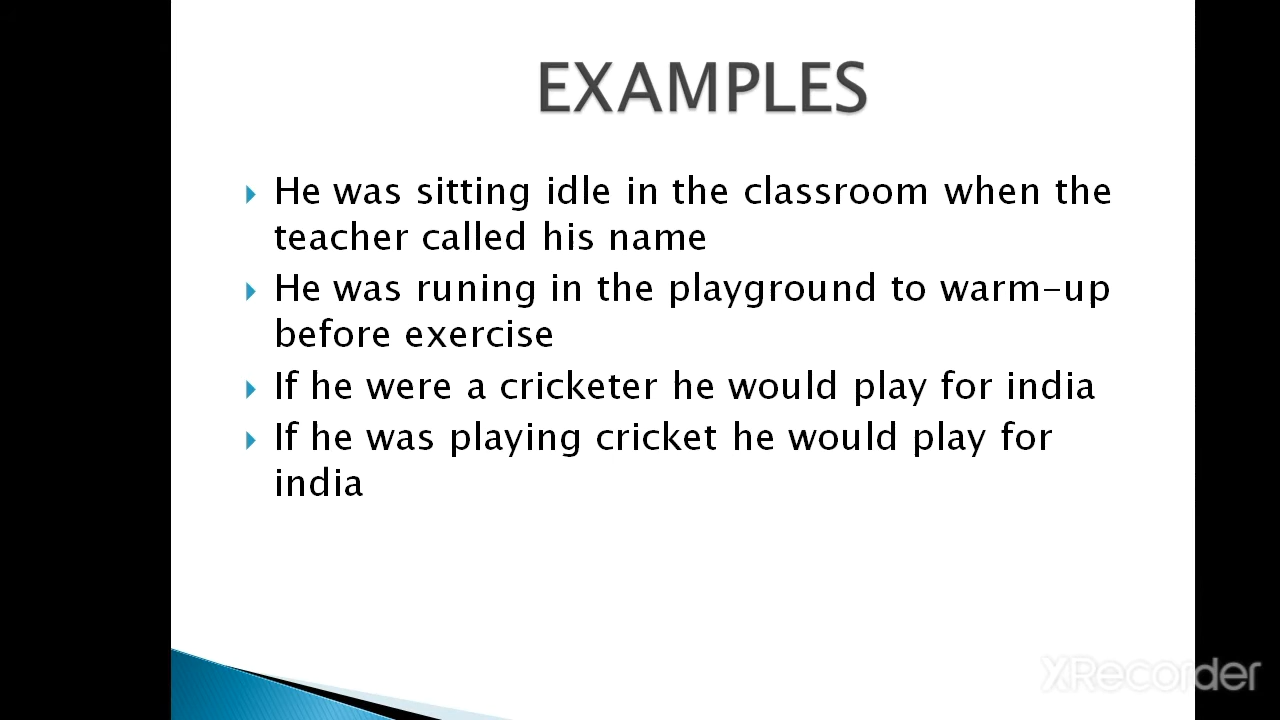 EXAMPLES
He was sitting idle in the classroom when the
teacher called his name
He was runing in the playground to warm-up
before exercise
If he were a cricketer he would play for india
If he was playing cricket he would play for
india
XRecorder